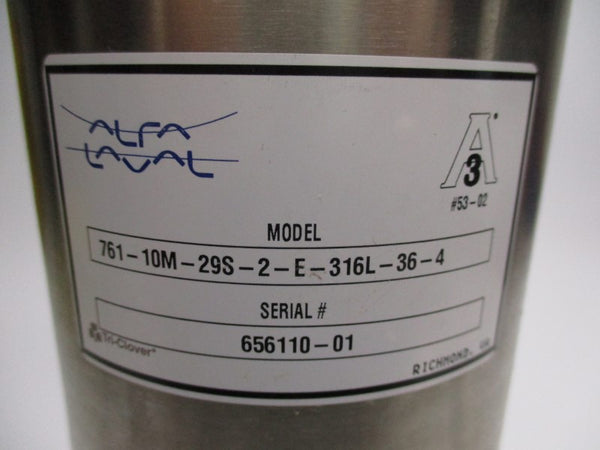 ALFA
LAVAL
A
3
#53-02
MODEL
761-10M-29S-2-E-316L-36-4
SERIAL #
656110-01
Tri-Clover®
RICHMOND, VA